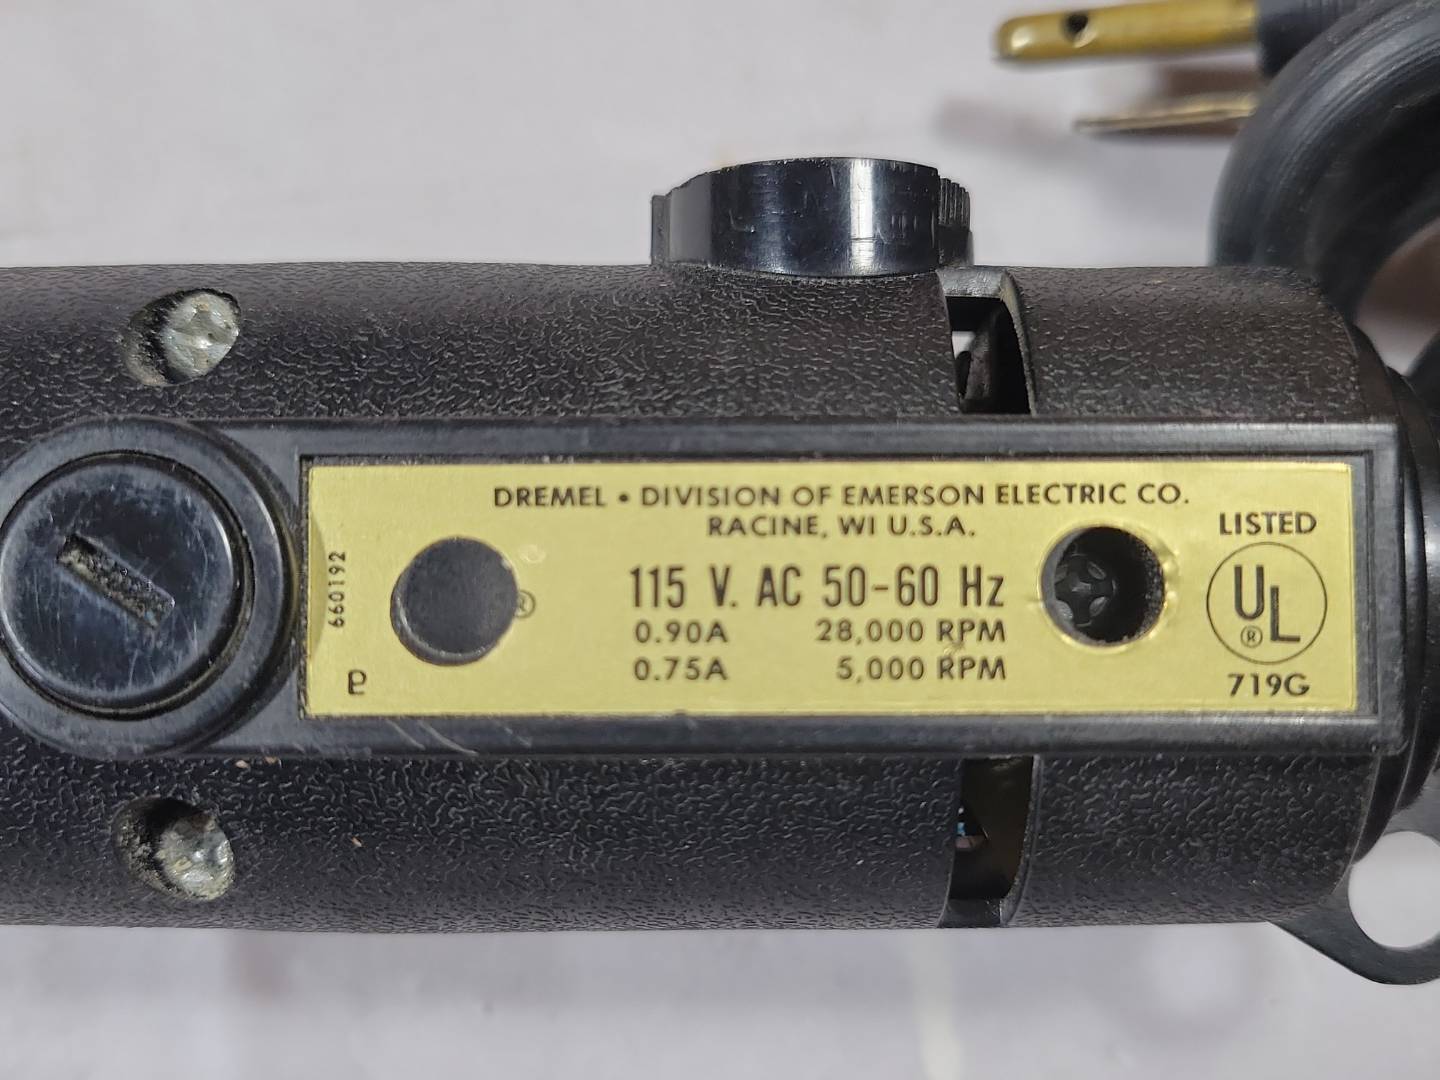 DREMEL • DIVISION OF EMERSON ELECTRIC CO.
RACINE, WI U.S.A.
LISTED
115 V. AC 50-60 Hz
0.90A 28,000 RPM
0.75A 5,000 RPM
UL
®
719G
®
660192